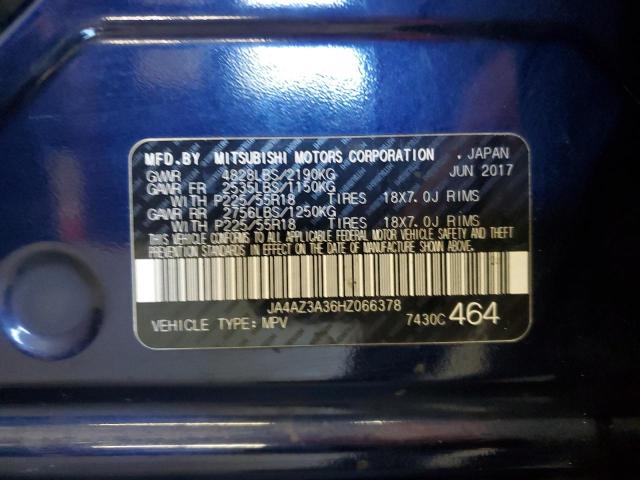 MFD.BY MITSUBISHI MOTORS CORPORATION . JAPAN
GVWR 4828LBS/2190KG JUN 2017
GAWR FR 2535LBS/1150KG
WITH P225/55R18 TIRES 18X7.0J RIMS
GAWR RR 2756LBS/1250KG
WITH P225/55R18 TIRES 18X7.0J RIMS
THIS VEHICLE CONFORMS TO ALL APPLICABLE FEDERAL MOTOR VEHICLE SAFETY AND THEFT
PREVENTION STANDARDS IN EFFECT ON THE DATE OF MANUFACTURE SHOWN ABOVE.
JA4AZ3A36HZ066378
VEHICLE TYPE: MPV 7430C 464